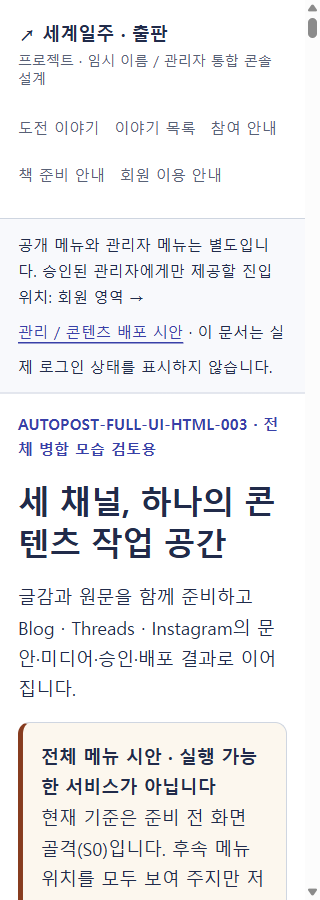 ↗ 세계일주 · 출판
프로젝트 · 임시 이름 / 관리자 통합 콘솔
설계
도전 이야기 이야기 목록 참여 안내
책 준비 안내 회원 이용 안내
공개 메뉴와 관리자 메뉴는 별도입니
다. 승인된 관리자에게만 제공할 진입
위치: 회원 영역 →
관리 / 콘텐츠 배포 시안 · 이 문서는 실
제 로그인 상태를 표시하지 않습니다.
AUTOPOST-FULL-UI-HTML-003 · 전
체 병합 모습 검토용
세 채널, 하나의 콘
텐츠 작업 공간
글감과 원문을 함께 준비하고
Blog · Threads · Instagram의 문
안·미디어·승인·배포 결과로 이어
집니다.
전체 메뉴 시안 · 실행 가능
한 서비스가 아닙니다
현재 기준은 준비 전 화면
골격(S0)입니다. 후속 메뉴
위치를 모두 보여 주지만 저